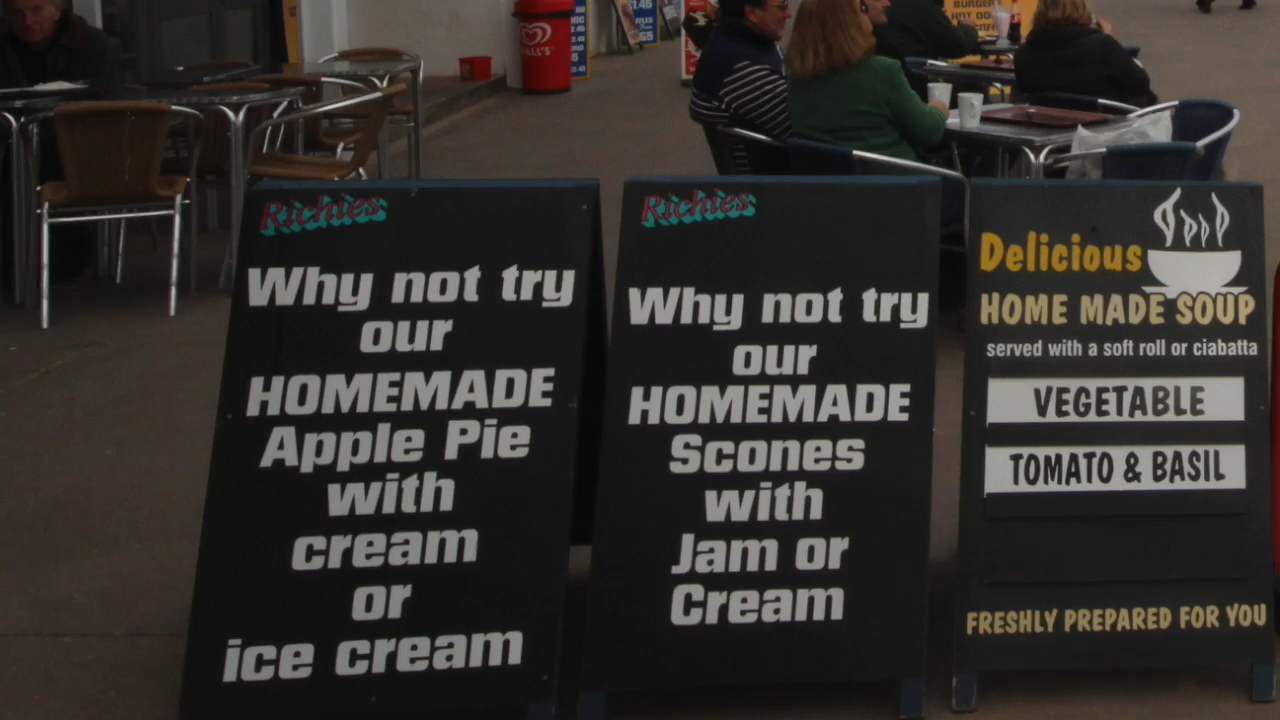 Richies
Why not try
our
HOMEMADE
Apple Pie
with
cream
or
ice cream
Richies
Why not try
our
HOMEMADE
Scones
with
Jam or
Cream
Delicious
HOME MADE SOUP
served with a soft roll or ciabatta
VEGETABLE
TOMATO & BASIL
FRESHLY PREPARED FOR YOU
BURGER